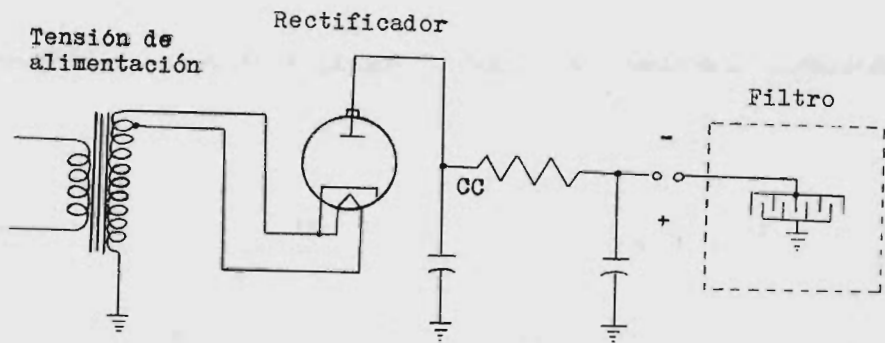 Rectificador
Tensión de
alimentación
Filtro
-
CC
+